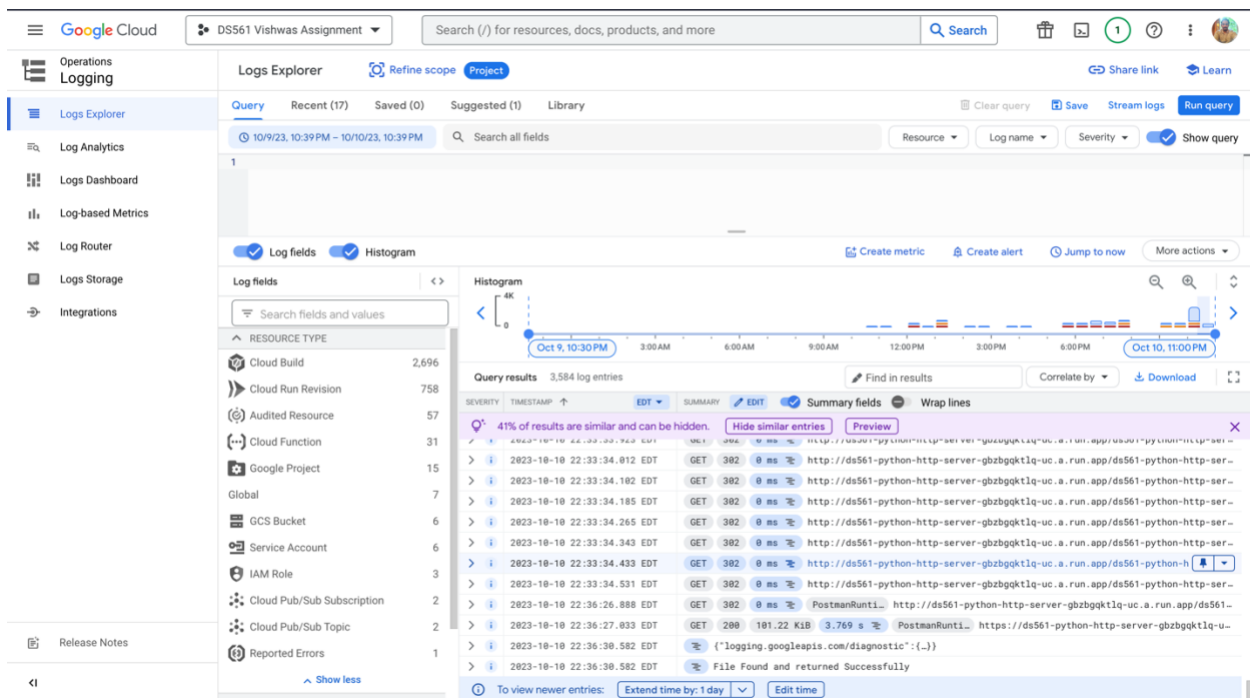 Google Cloud DS561 Vishwas Assignment Search (/) for resources, docs, products, and more Search 1
Operations
Logging
Logs Explorer Refine scope Project Share link Learn
Logs Explorer
Log Analytics
Logs Dashboard
Log-based Metrics
Log Router
Logs Storage
Integrations
Release Notes
Query Recent (17) Saved (0) Suggested (1) Library Clear query Save Stream logs Run query
10/9/23, 10:39 PM – 10/10/23, 10:39 PM Search all fields Resource Log name Severity Show query
1
Log fields Histogram Create metric Create alert Jump to now More actions
Log fields
Search fields and values
RESOURCE TYPE
Cloud Build 2,696
Cloud Run Revision 758
Audited Resource 57
Cloud Function 31
Google Project 15
Global 7
GCS Bucket 6
Service Account 6
IAM Role 3
Cloud Pub/Sub Subscription 2
Cloud Pub/Sub Topic 2
Reported Errors 1
Show less
Histogram
4K
0
Oct 9, 10:30 PM 3:00 AM 6:00 AM 9:00 AM 12:00 PM 3:00 PM 6:00 PM Oct 10, 11:00 PM
Query results 3,584 log entries Find in results Correlate by Download
SEVERITY TIMESTAMP EDT SUMMARY EDIT Summary fields Wrap lines
41% of results are similar and can be hidden. Hide similar entries Preview
2023-10-10 22:33:34.012 EDT GET 302 0 ms http://ds561-python-http-server-gbzbgqktlq-uc.a.run.app/ds561-python-http-ser…
2023-10-10 22:33:34.102 EDT GET 302 0 ms http://ds561-python-http-server-gbzbgqktlq-uc.a.run.app/ds561-python-http-ser…
2023-10-10 22:33:34.185 EDT GET 302 0 ms http://ds561-python-http-server-gbzbgqktlq-uc.a.run.app/ds561-python-http-ser…
2023-10-10 22:33:34.265 EDT GET 302 0 ms http://ds561-python-http-server-gbzbgqktlq-uc.a.run.app/ds561-python-http-ser…
2023-10-10 22:33:34.343 EDT GET 302 0 ms http://ds561-python-http-server-gbzbgqktlq-uc.a.run.app/ds561-python-http-ser…
2023-10-10 22:33:34.433 EDT GET 302 0 ms http://ds561-python-http-server-gbzbgqktlq-uc.a.run.app/ds561-python-h
2023-10-10 22:33:34.531 EDT GET 302 0 ms http://ds561-python-http-server-gbzbgqktlq-uc.a.run.app/ds561-python-http-ser…
2023-10-10 22:36:26.888 EDT GET 302 0 ms PostmanRunti… http://ds561-python-http-server-gbzbgqktlq-uc.a.run.app/ds561…
2023-10-10 22:36:27.033 EDT GET 200 101.22 KiB 3.769 s PostmanRunti… https://ds561-python-http-server-gbzbgqktlq-u…
2023-10-10 22:36:30.582 EDT {"logging.googleapis.com/diagnostic":{…}}
2023-10-10 22:36:30.582 EDT File Found and returned Successfully
To view newer entries: Extend time by: 1 day Edit time